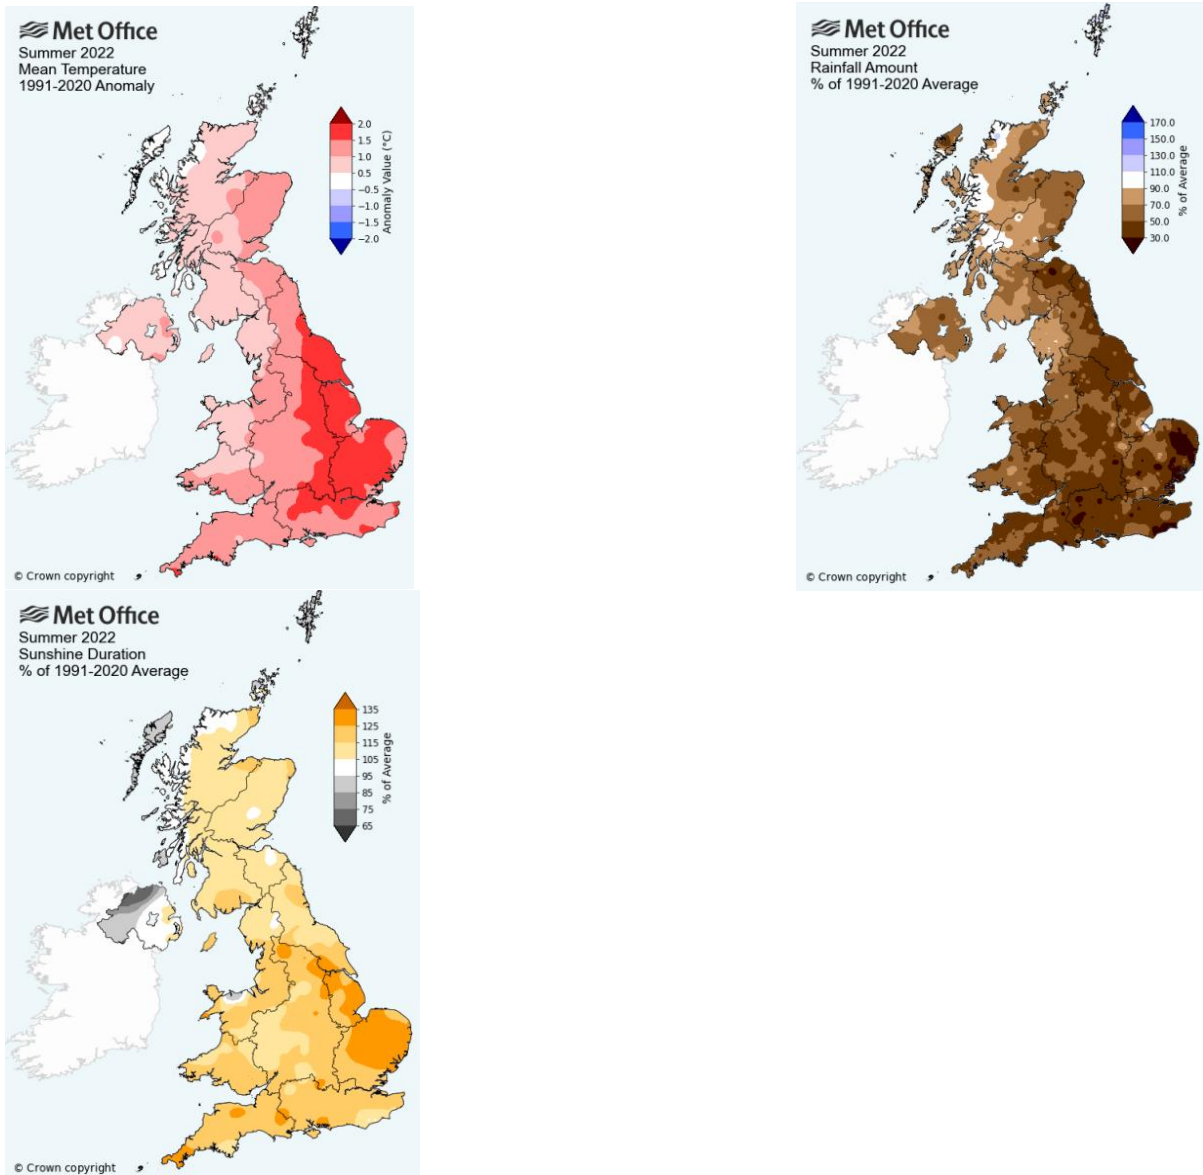 Met Office
Summer 2022
Mean Temperature
1991-2020 Anomaly
2.0
1.5
1.0
0.5
−0.5
−1.0
−1.5
−2.0
Anomaly Value (°C)
© Crown copyright
Met Office
Summer 2022
Rainfall Amount
% of 1991-2020 Average
170.0
150.0
130.0
110.0
90.0
70.0
50.0
30.0
% of Average
© Crown copyright
Met Office
Summer 2022
Sunshine Duration
% of 1991-2020 Average
135
125
115
105
95
85
75
65
% of Average
© Crown copyright